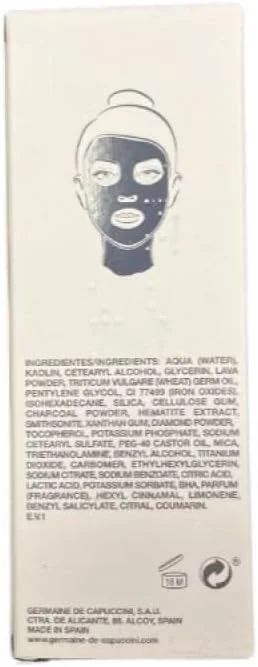 INGREDIENTES/INGREDIENTS: AQUA (WATER),
KAOLIN, CETEARYL ALCOHOL, GLYCERIN, LAVA
POWDER, TRITICUM VULGARE (WHEAT) GERM OIL,
PENTYLENE GLYCOL, CI 77499 (IRON OXIDES),
ISOHEXADECANE, SILICA, CELLULOSE GUM,
CHARCOAL POWDER, HEMATITE EXTRACT,
SMITHSONITE, XANTHAN GUM, DIAMOND POWDER,
TOCOPHEROL, POTASSIUM PHOSPHATE, SODIUM
CETEARYL SULFATE, PEG-40 CASTOR OIL, MICA,
TRIETHANOLAMINE, BENZYL ALCOHOL, TITANIUM
DIOXIDE, CARBOMER, ETHYLHEXYLGLYCERIN,
SODIUM CITRATE, SODIUM BENZOATE, CITRIC ACID,
LACTIC ACID, POTASSIUM SORBATE, BHA, PARFUM
(FRAGRANCE), HEXYL CINNAMAL, LIMONENE,
BENZYL SALICYLATE, CITRAL, COUMARIN.
E.V.1
18 M
GERMAINE DE CAPUCCINI, S.A.U.
CTRA. DE ALICANTE, 88. ALCOY, SPAIN
MADE IN SPAIN
www.germaine-de-capuccini.com